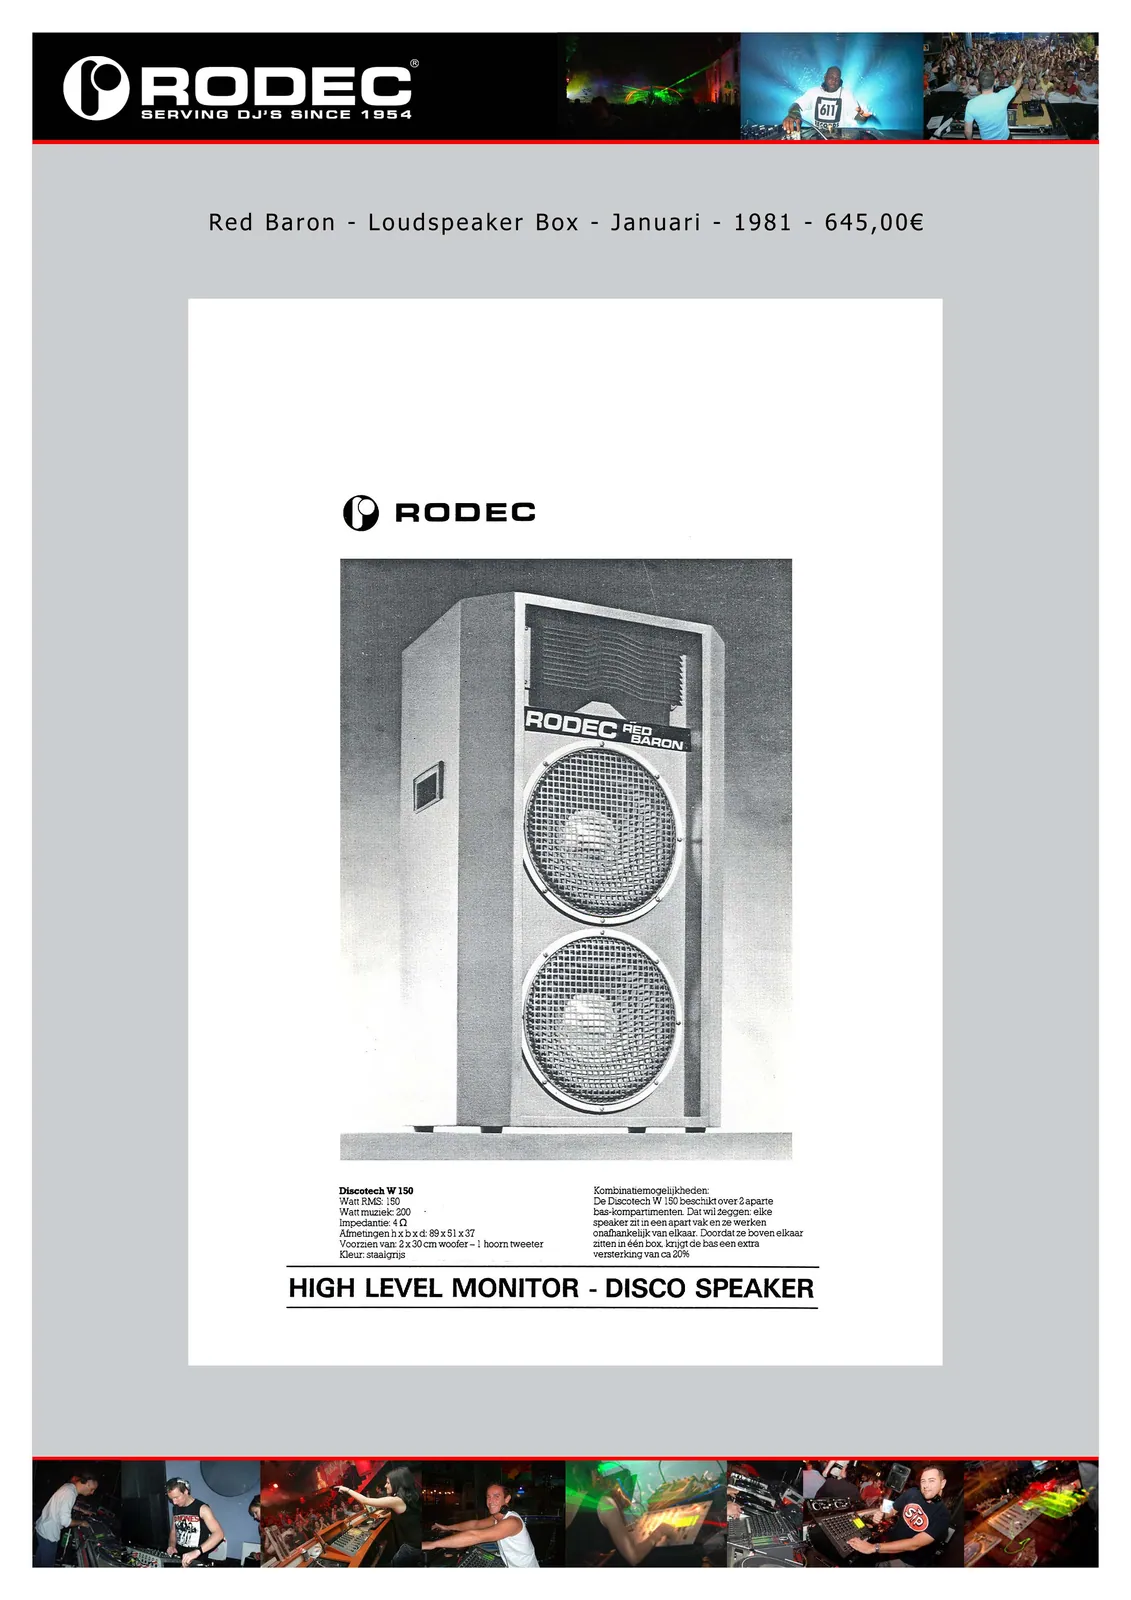 RODEC®
SERVING DJ'S SINCE 1954
611
Red Baron - Loudspeaker Box - Januari - 1981 - 645,00€
RODEC
RODEC RED BARON
Discotech W 150
Watt RMS: 150
Watt muziek: 200
Impedantie: 4 Ω
Afmetingen h x b x d: 89 x 51 x 37
Voorzien van: 2 x 30 cm woofer – 1 hoorn tweeter
Kleur: staalgrijs
Kombinatiemogelijkheden:
De Discotech W 150 beschikt over 2 aparte
bas-kompartimenten. Dat wil zeggen: elke
speaker zit in een apart vak en ze werken
onafhankelijk van elkaar. Doordat ze boven elkaar
zitten in één box, krijgt de bas een extra
versterking van ca 20%
HIGH LEVEL MONITOR - DISCO SPEAKER